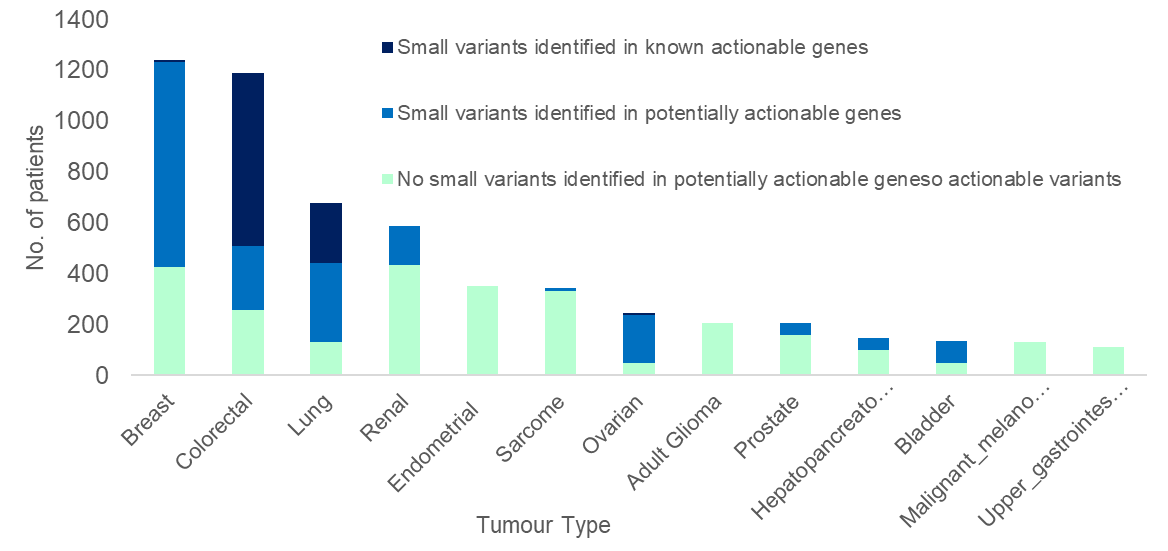 1400
1200
1000
800
600
400
200
0
No. of patients
Small variants identified in known actionable genes
Small variants identified in potentially actionable genes
No small variants identified in potentially actionable geneso actionable variants
Breast
Colorectal
Lung
Renal
Endometrial
Sarcome
Ovarian
Adult Glioma
Prostate
Hepatopancreato...
Bladder
Malignant_melano...
Upper_gastrointes...
Tumour Type